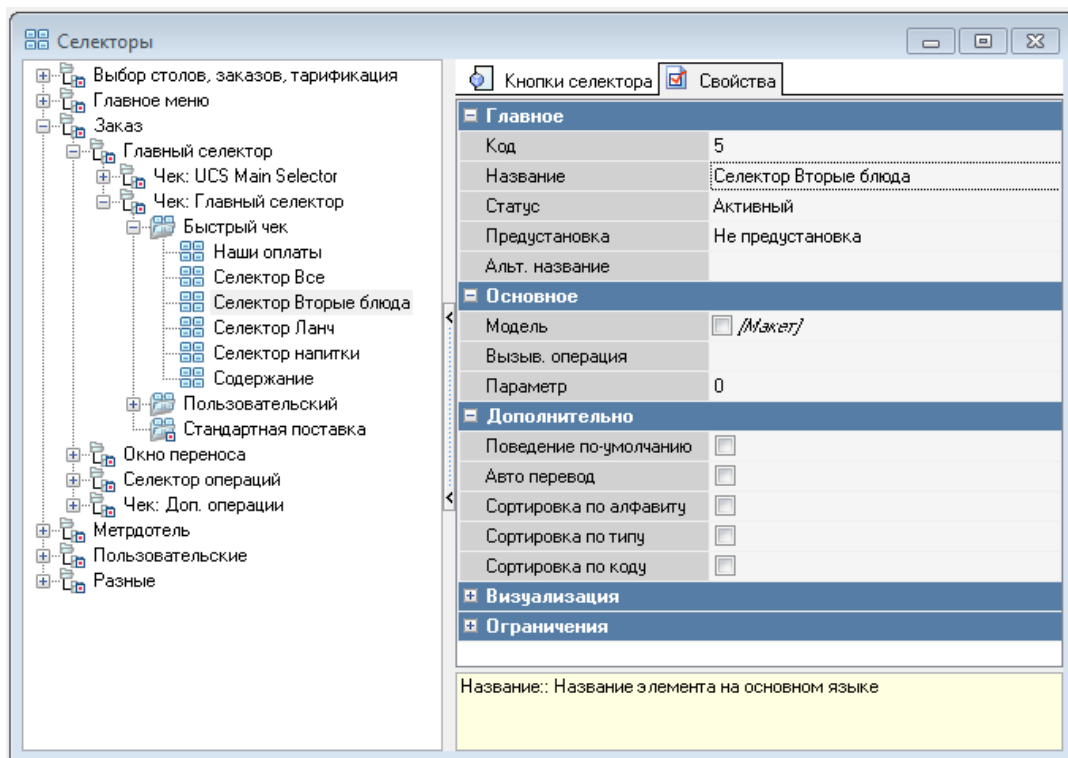 Селекторы
Выбор столов, заказов, тарификация
Главное меню
Заказ
Главный селектор
Чек: UCS Main Selector
Чек: Главный селектор
Быстрый чек
Наши оплаты
Селектор Все
Селектор Вторые блюда
Селектор Ланч
Селектор напитки
Содержание
Пользовательский
Стандартная поставка
Окно переноса
Селектор операций
Чек: Доп. операции
Метрдотель
Пользовательские
Разные
Кнопки селектора Свойства
Главное
Код 5
Название Селектор Вторые блюда
Статус Активный
Предустановка Не предустановка
Альт. название
Основное
Модель [Макет]
Вызыв. операция
Параметр 0
Дополнительно
Поведение по-умолчанию
Авто перевод
Сортировка по алфавиту
Сортировка по типу
Сортировка по коду
Визуализация
Ограничения
Название:: Название элемента на основном языке